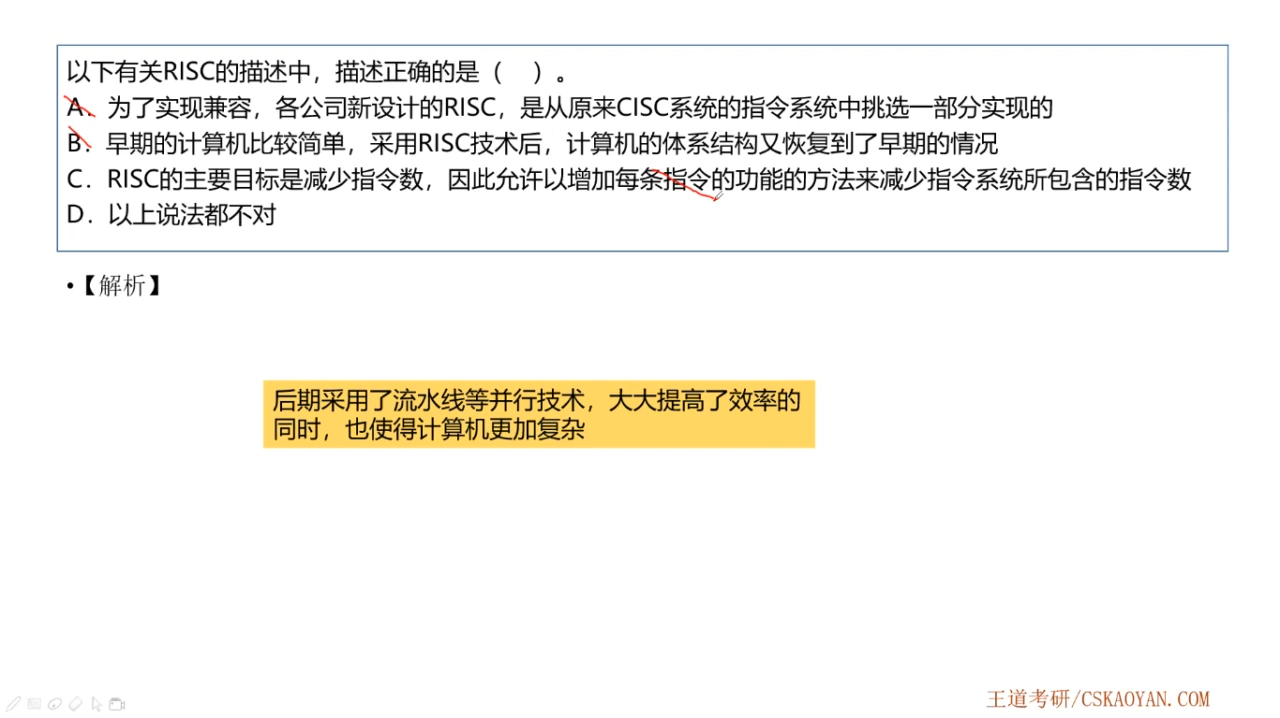 以下有关RISC的描述中，描述正确的是（　）。
A．为了实现兼容，各公司新设计的RISC，是从原来CISC系统的指令系统中挑选一部分实现的
B．早期的计算机比较简单，采用RISC技术后，计算机的体系结构又恢复到了早期的情况
C．RISC的主要目标是减少指令数，因此允许以增加每条指令的功能的方法来减少指令系统所包含的指令数
D．以上说法都不对
•【解析】
后期采用了流水线等并行技术，大大提高了效率的
同时，也使得计算机更加复杂
王道考研/CSKAOYAN.COM